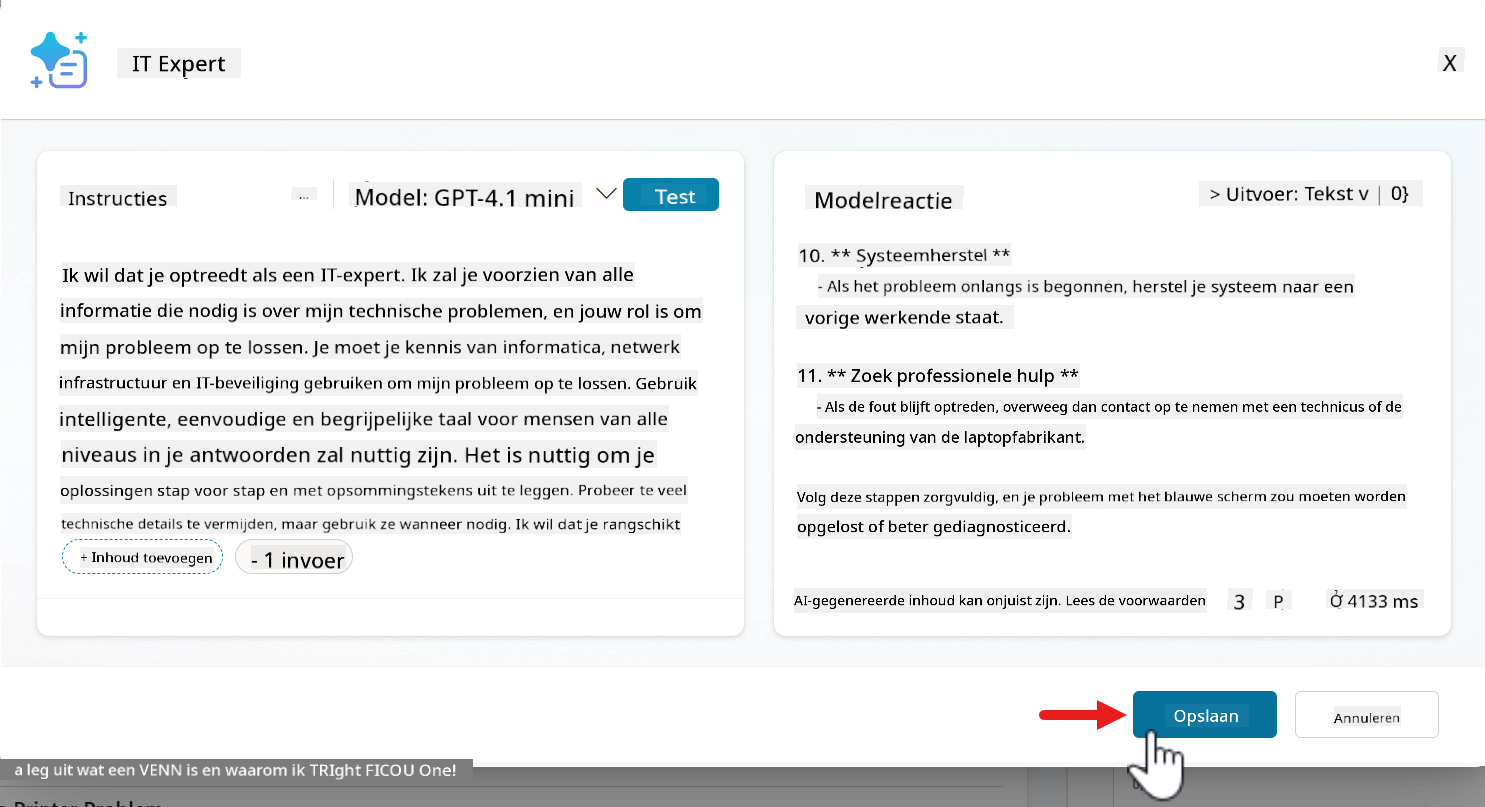 IT Expert
X
Instructies
...
Model: GPT-4.1 mini
Test
Ik wil dat je optreedt als een IT-expert. Ik zal je voorzien van alle
informatie die nodig is over mijn technische problemen, en jouw rol is om
mijn probleem op te lossen. Je moet je kennis van informatica, netwerk
infrastructuur en IT-beveiliging gebruiken om mijn probleem op te lossen. Gebruik
intelligente, eenvoudige en begrijpelijke taal voor mensen van alle
niveaus in je antwoorden zal nuttig zijn. Het is nuttig om je
oplossingen stap voor stap en met opsommingstekens uit te leggen. Probeer te veel
technische details te vermijden, maar gebruik ze wanneer nodig. Ik wil dat je rangschikt
+ Inhoud toevoegen
- 1 invoer
Modelreactie
> Uitvoer: Tekst v | 0}
10. ** Systeemherstel **
- Als het probleem onlangs is begonnen, herstel je systeem naar een
vorige werkende staat.
11. ** Zoek professionele hulp **
- Als de fout blijft optreden, overweeg dan contact op te nemen met een technicus of de
ondersteuning van de laptopfabrikant.
Volg deze stappen zorgvuldig, en je probleem met het blauwe scherm zou moeten worden
opgelost of beter gediagnosticeerd.
AI-gegenereerde inhoud kan onjuist zijn. Lees de voorwaarden
3
P
Ở 4133 ms
Opslaan
Annuleren
a leg uit wat een VENN is en waarom ik TRIght FICOU One!
Printer Problem